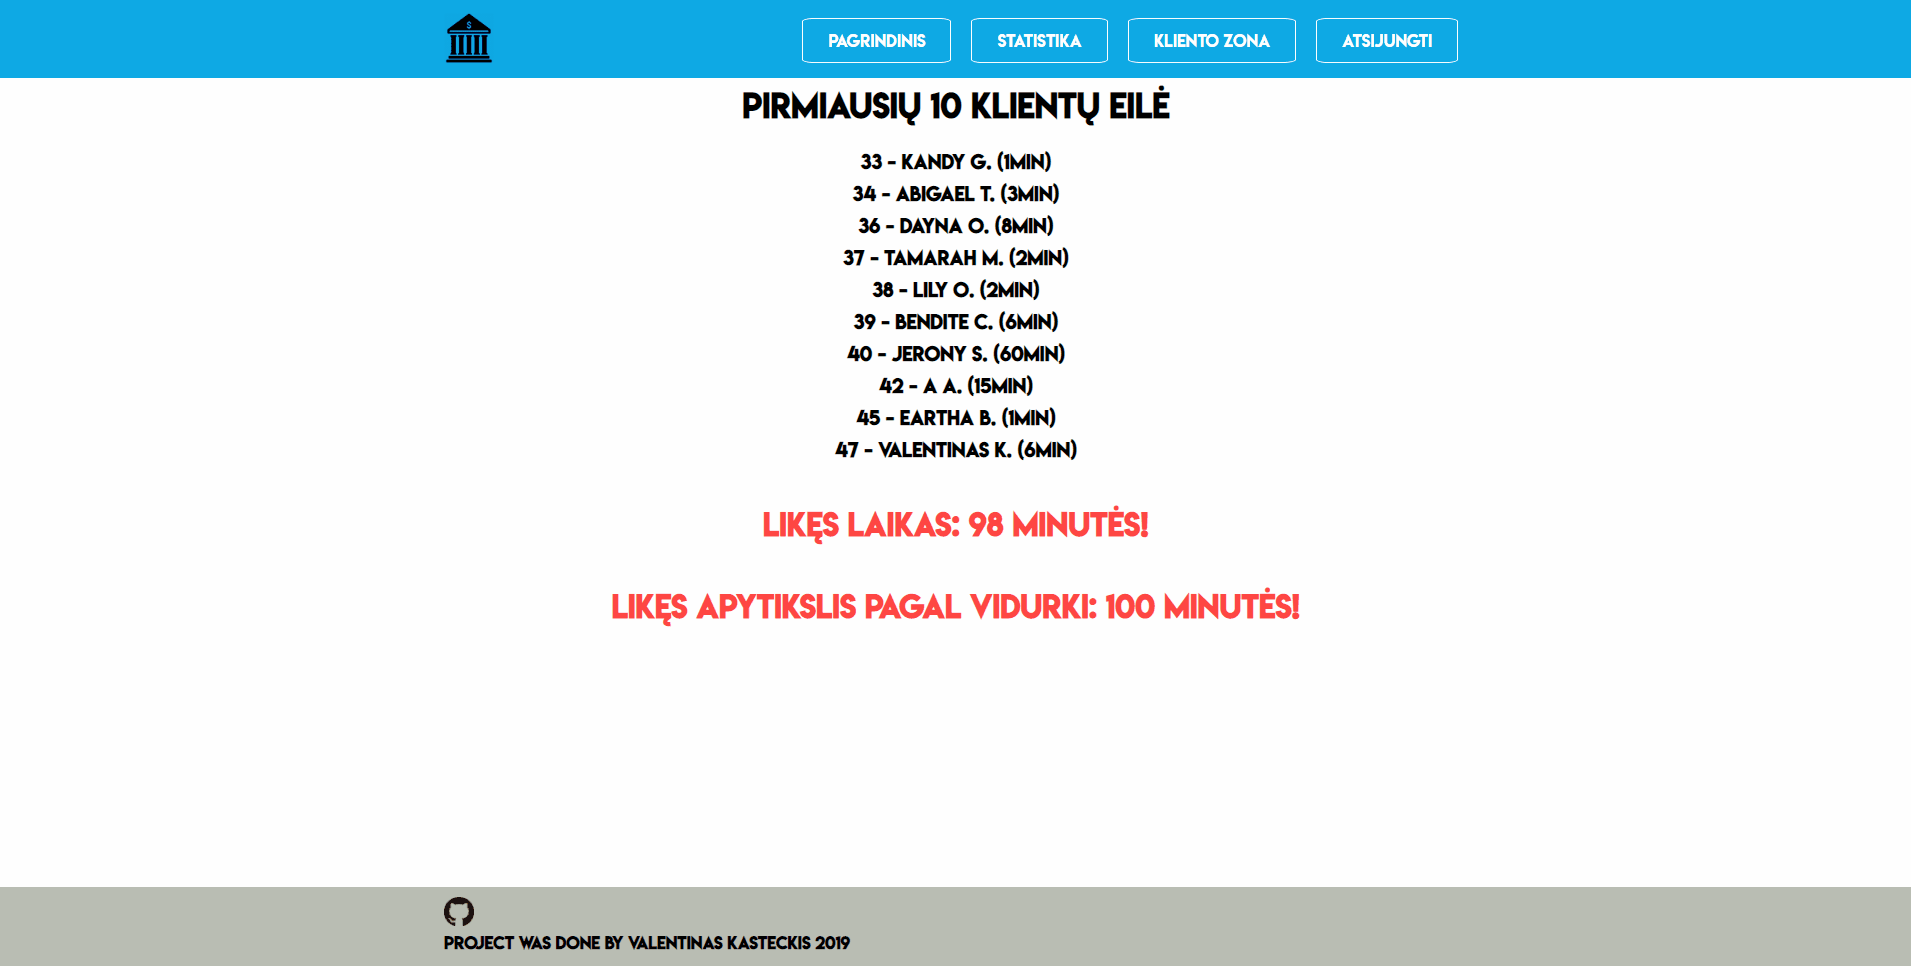 $
PAGRINDINIS STATISTIKA KLIENTO ZONA ATSIJUNGTI
PIRMIAUSIŲ 10 KLIENTŲ EILĖ
33 - KANDY G. (1MIN)
34 - ABIGAEL T. (3MIN)
36 - DAYNA O. (8MIN)
37 - TAMARAH M. (2MIN)
38 - LILY O. (2MIN)
39 - BENDITE C. (6MIN)
40 - JERONY S. (60MIN)
42 - A A. (15MIN)
45 - EARTHA B. (1MIN)
47 - VALENTINAS K. (6MIN)
LIKĘS LAIKAS: 98 MINUTĖS!
LIKĘS APYTIKSLIS PAGAL VIDURKI: 100 MINUTĖS!
PROJECT WAS DONE BY VALENTINAS KASTECKIS 2019